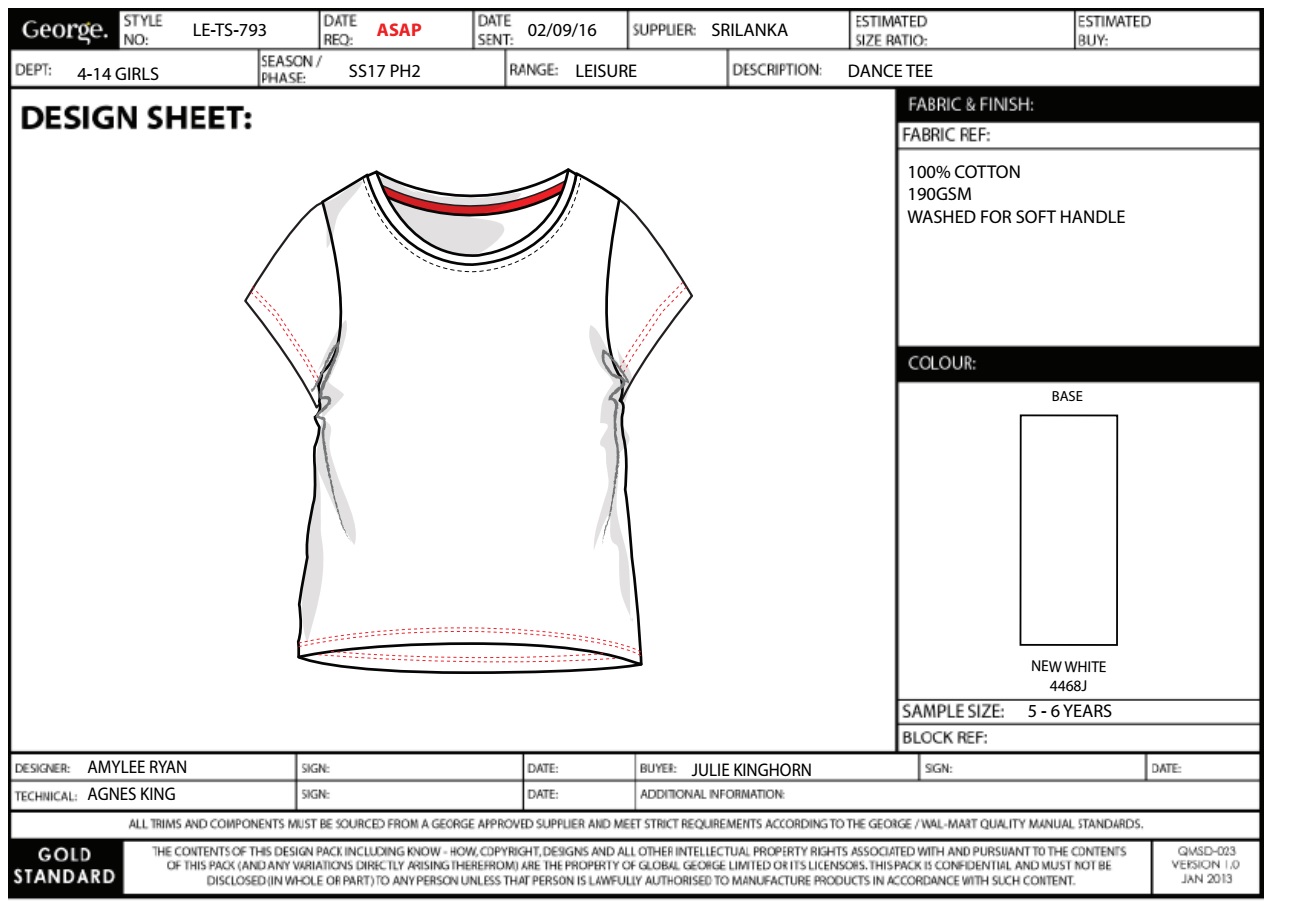 George.
STYLE NO: LE-TS-793
DATE REQ: ASAP
DATE SENT: 02/09/16
SUPPLIER: SRILANKA
ESTIMATED SIZE RATIO:
ESTIMATED BUY:
DEPT: 4-14 GIRLS
SEASON / PHASE: SS17 PH2
RANGE: LEISURE
DESCRIPTION: DANCE TEE
DESIGN SHEET:
FABRIC & FINISH:
FABRIC REF:
100% COTTON
190GSM
WASHED FOR SOFT HANDLE
COLOUR:
BASE
NEW WHITE
4468J
SAMPLE SIZE: 5 - 6 YEARS
BLOCK REF:
DESIGNER: AMYLEE RYAN
SIGN:
DATE:
BUYER: JULIE KINGHORN
SIGN:
DATE:
TECHNICAL: AGNES KING
SIGN:
DATE:
ADDITIONAL INFORMATION:
ALL TRIMS AND COMPONENTS MUST BE SOURCED FROM A GEORGE APPROVED SUPPLIER AND MEET STRICT REQUIREMENTS ACCORDING TO THE GEORGE / WAL-MART QUALITY MANUAL STANDARDS.
GOLD
STANDARD
THE CONTENTS OF THIS DESIGN PACK INCLUDING KNOW - HOW, COPYRIGHT, DESIGNS AND ALL OTHER INTELLECTUAL PROPERTY RIGHTS ASSOCIATED WITH AND PURSUANT TO THE CONTENTS
OF THIS PACK (AND ANY VARIATIONS DIRECTLY ARISING THEREFROM) ARE THE PROPERTY OF GLOBAL GEORGE LIMITED OR ITS LICENSORS. THIS PACK IS CONFIDENTIAL AND MUST NOT BE
DISCLOSED (IN WHOLE OR PART) TO ANY PERSON UNLESS THAT PERSON IS LAWFULLY AUTHORISED TO MANUFACTURE PRODUCTS IN ACCORDANCE WITH SUCH CONTENT.
QMSD-023
VERSION 1.0
JAN 2013